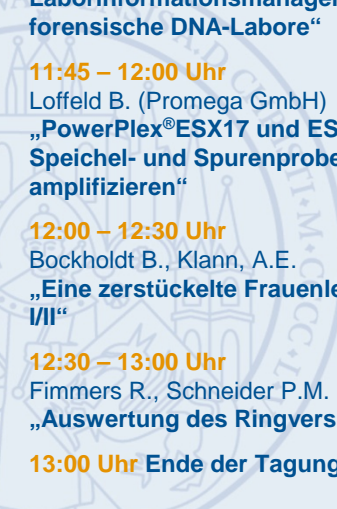 Laborinformationsmanagem
forensische DNA-Labore“
11:45 – 12:00 Uhr
Loffeld B. (Promega GmbH)
„PowerPlex®ESX17 und ES
Speichel- und Spurenprobe
amplifizieren“
12:00 – 12:30 Uhr
Bockholdt B., Klann, A.E.
„Eine zerstückelte Frauenle
I/II“
12:30 – 13:00 Uhr
Fimmers R., Schneider P.M.
„Auswertung des Ringvers
13:00 Uhr Ende der Tagung